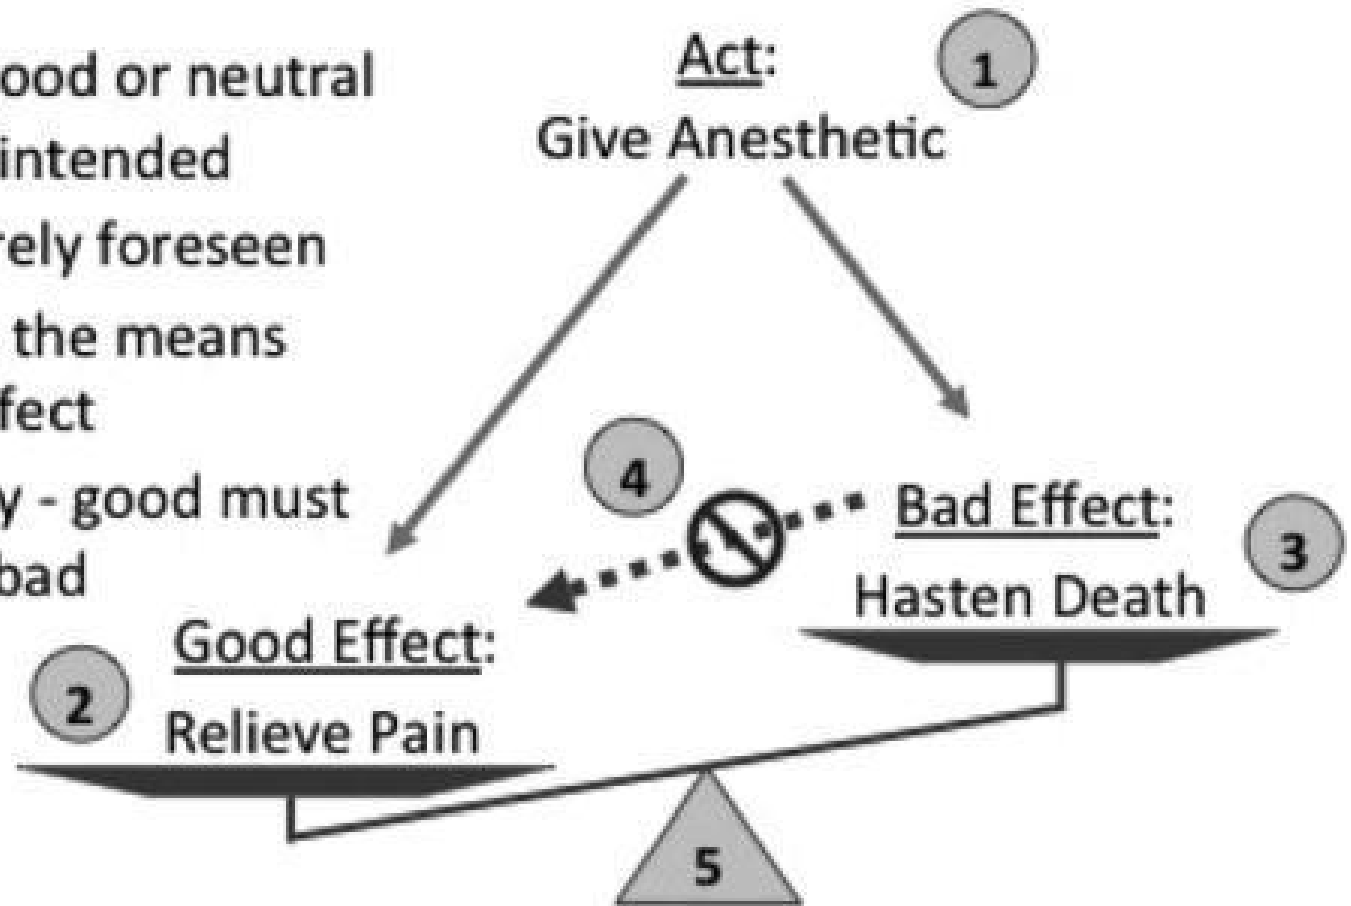 ood or neutral
intended
rely foreseen
the means
fect
y - good must
bad
Act:
Give Anesthetic
1
4
Bad Effect:
Hasten Death
3
2
Good Effect:
Relieve Pain
5